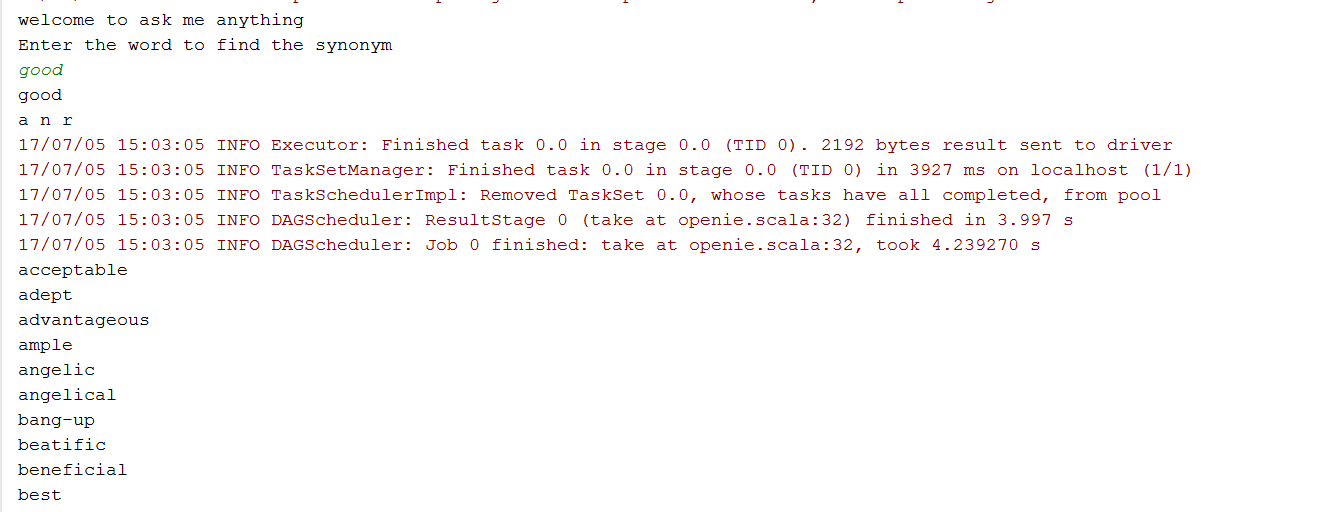 welcome to ask me anything
Enter the word to find the synonym
good
good
a n r
17/07/05 15:03:05 INFO Executor: Finished task 0.0 in stage 0.0 (TID 0). 2192 bytes result sent to driver
17/07/05 15:03:05 INFO TaskSetManager: Finished task 0.0 in stage 0.0 (TID 0) in 3927 ms on localhost (1/1)
17/07/05 15:03:05 INFO TaskSchedulerImpl: Removed TaskSet 0.0, whose tasks have all completed, from pool
17/07/05 15:03:05 INFO DAGScheduler: ResultStage 0 (take at openie.scala:32) finished in 3.997 s
17/07/05 15:03:05 INFO DAGScheduler: Job 0 finished: take at openie.scala:32, took 4.239270 s
acceptable
adept
advantageous
ample
angelic
angelical
bang-up
beatific
beneficial
best